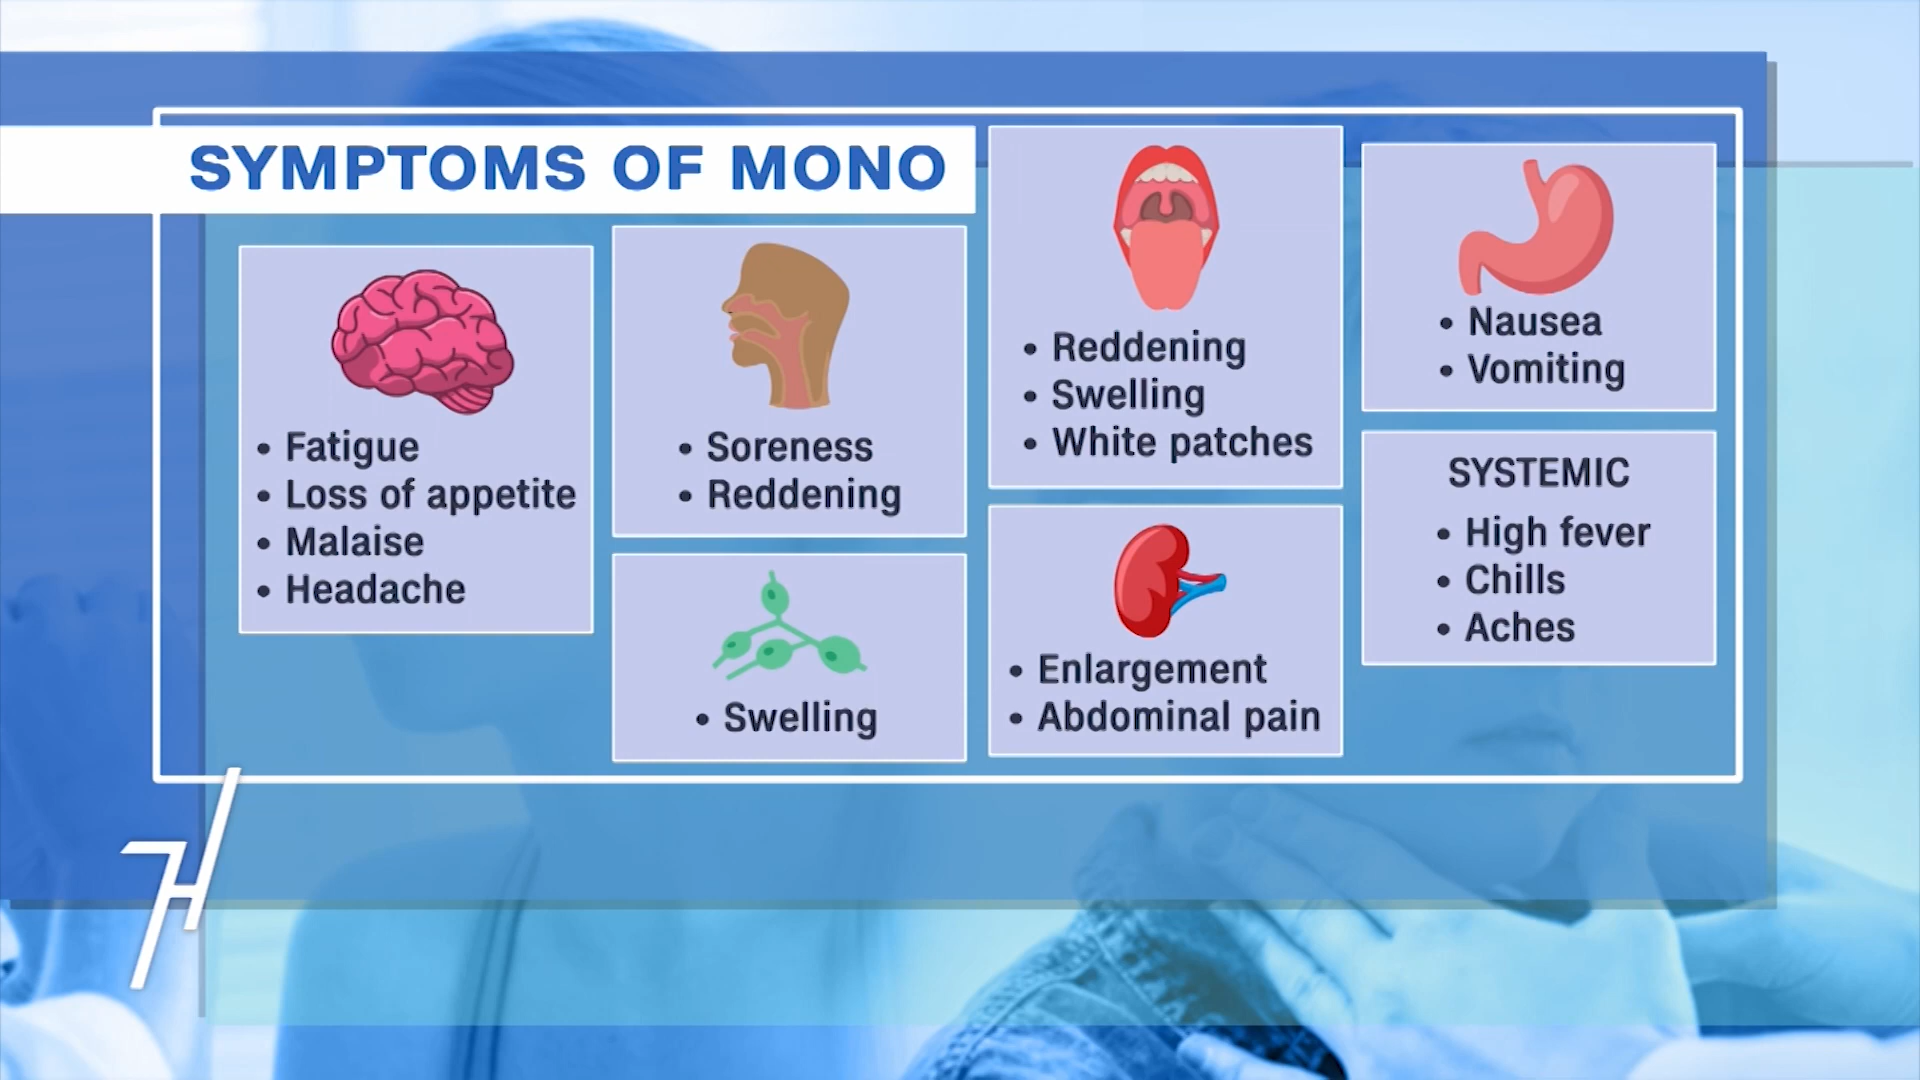 SYMPTOMS OF MONO
• Fatigue
• Loss of appetite
• Malaise
• Headache
• Soreness
• Reddening
• Swelling
• Reddening
• Swelling
• White patches
• Enlargement
• Abdominal pain
• Nausea
• Vomiting
SYSTEMIC
• High fever
• Chills
• Aches
7H